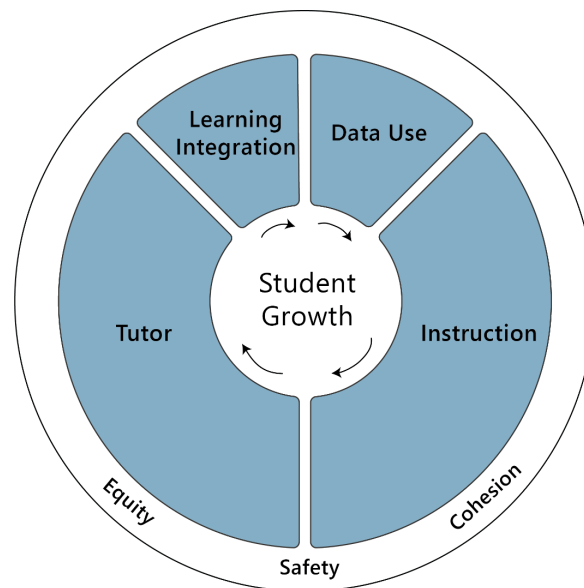 Learning
Integration
Data Use
Student
Growth
Tutor
Instruction
Equity
Safety
Cohesion